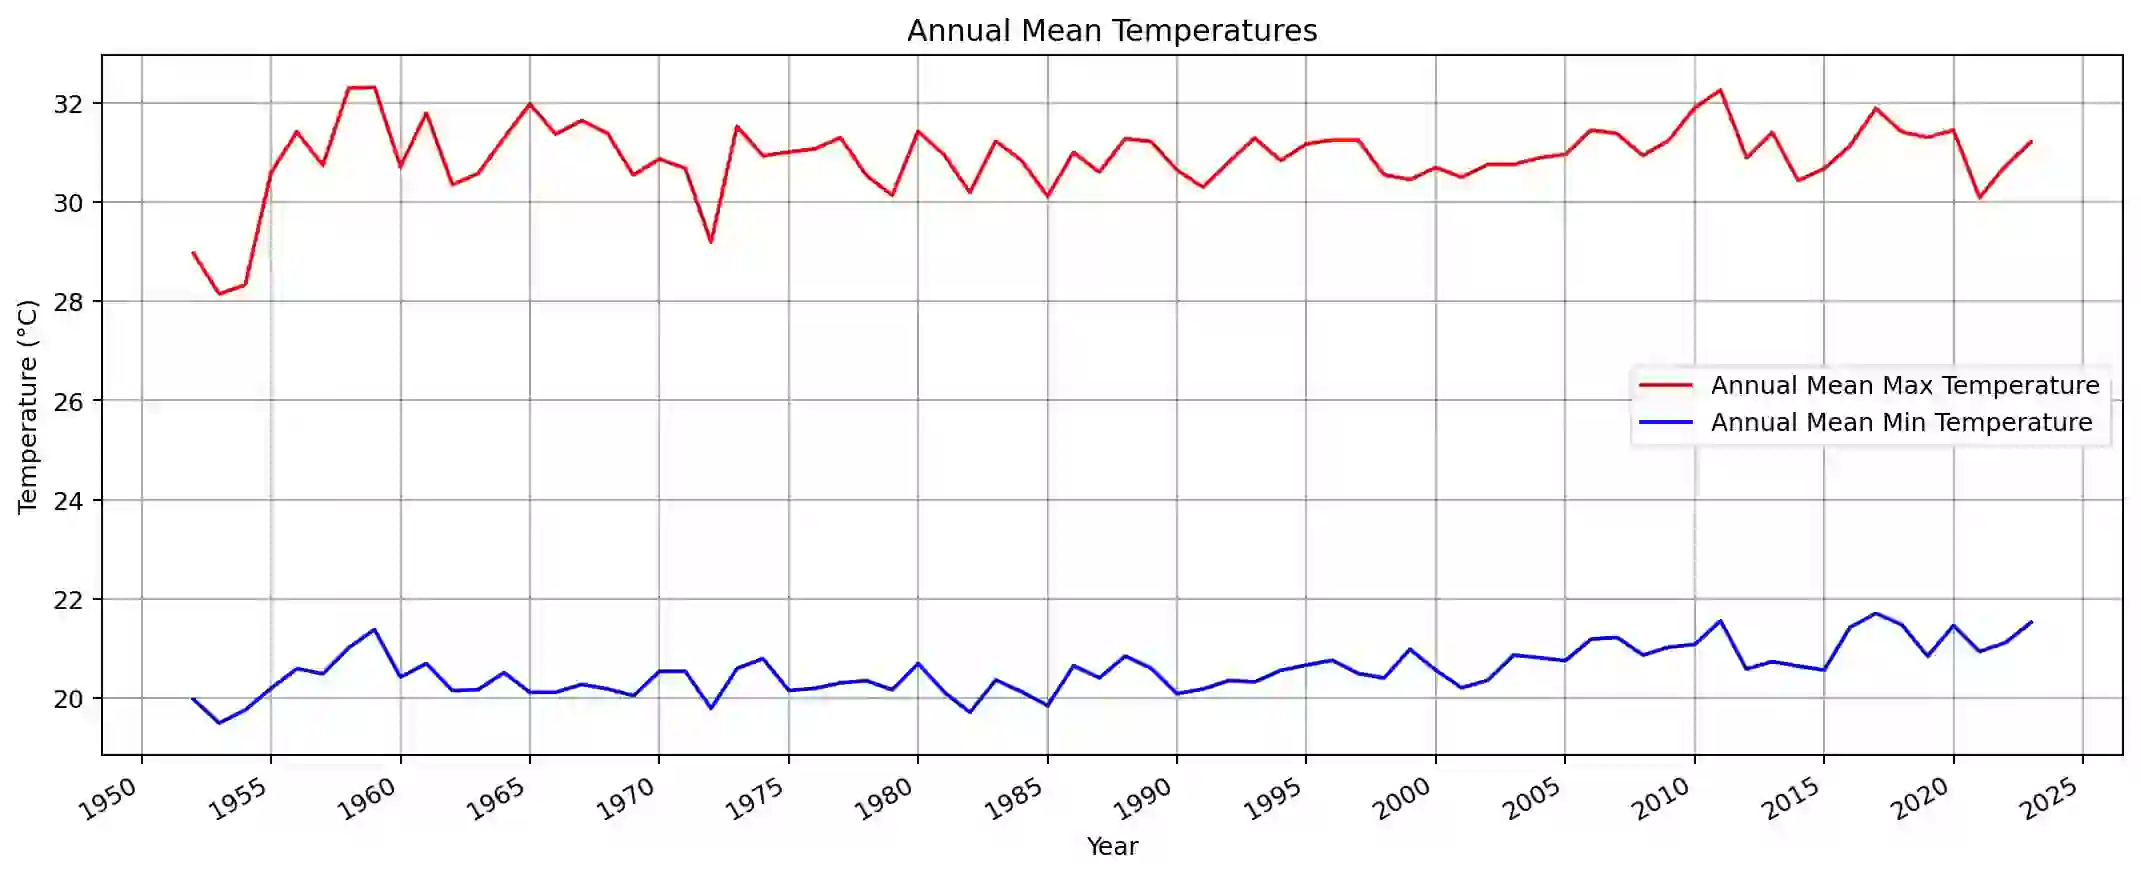 Annual Mean Temperatures
Temperature (°C)
32
30
28
26
24
22
20
Annual Mean Max Temperature
Annual Mean Min Temperature
1950 1955 1960 1965 1970 1975 1980 1985 1990 1995 2000 2005 2010 2015 2020 2025
Year